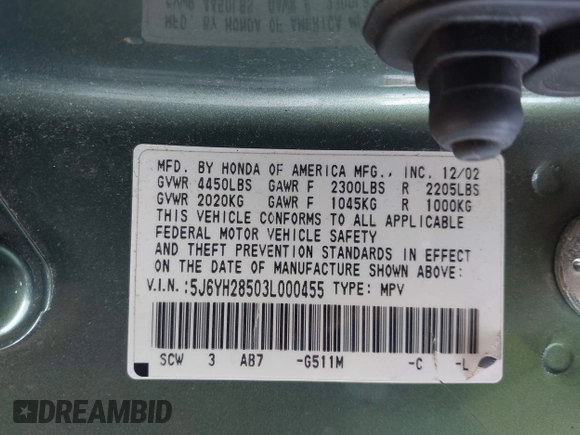 MFD. BY HONDA OF AMERICA MFG., INC. 12/02
GVWR 4450LBS GAWR F 2300LBS R 2205LBS
GVWR 2020KG GAWR F 1045KG R 1000KG
THIS VEHICLE CONFORMS TO ALL APPLICABLE
FEDERAL MOTOR VEHICLE SAFETY
AND THEFT PREVENTION STANDARDS IN EFFECT
ON THE DATE OF MANUFACTURE SHOWN ABOVE:
V.I.N.:5J6YH28503L000455 TYPE: MPV
SCW 3 AB7 -G511M -C -L
DREAMBID